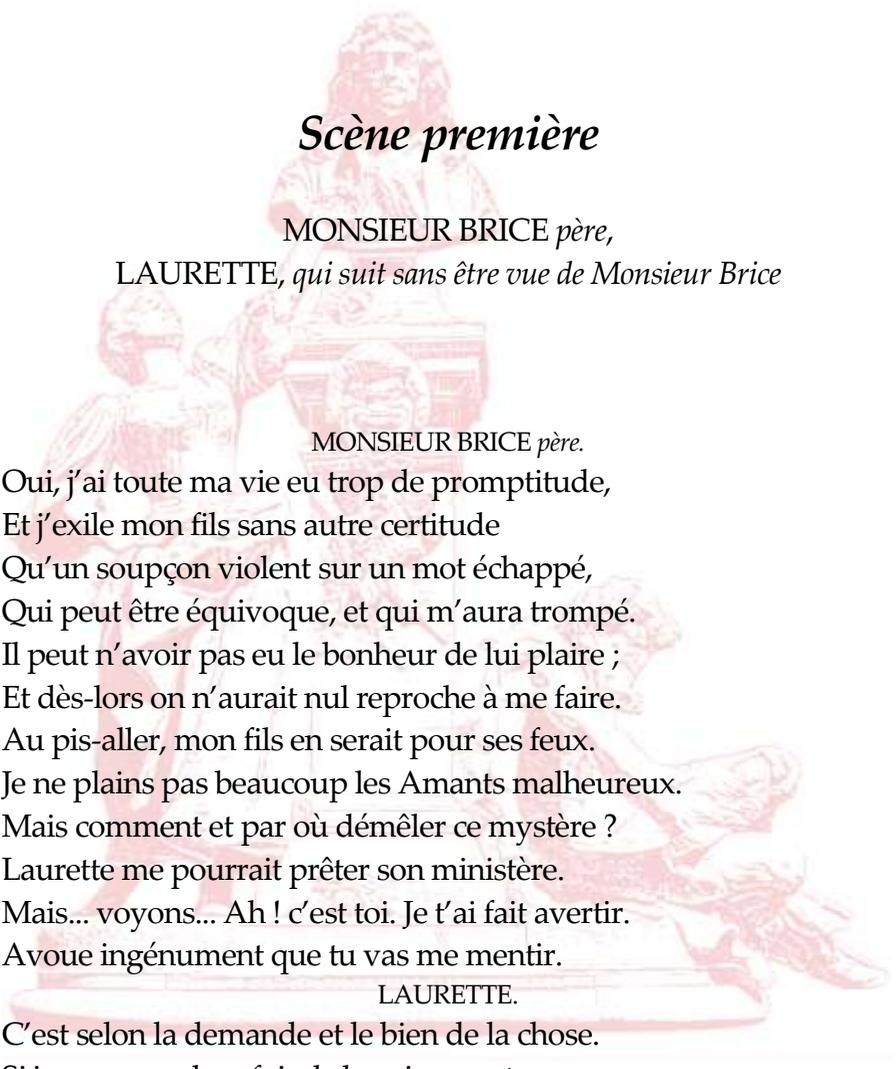 Scène première
MONSIEUR BRICE père,
LAURETTE, qui suit sans être vue de Monsieur Brice
MONSIEUR BRICE père.
Oui, j’ai toute ma vie eu trop de promptitude,
Et j’exile mon fils sans autre certitude
Qu’un soupçon violent sur un mot échappé,
Qui peut être équivoque, et qui m’aura trompé.
Il peut n’avoir pas eu le bonheur de lui plaire ;
Et dès-lors on n’aurait nul reproche à me faire.
Au pis-aller, mon fils en serait pour ses feux.
Je ne plains pas beaucoup les Amants malheureux.
Mais comment et par où démêler ce mystère ?
Laurette me pourrait prêter son ministère.
Mais... voyons... Ah ! c’est toi. Je t’ai fait avertir.
Avoue ingénument que tu vas me mentir.
LAURETTE.
C’est selon la demande et le bien de la chose.